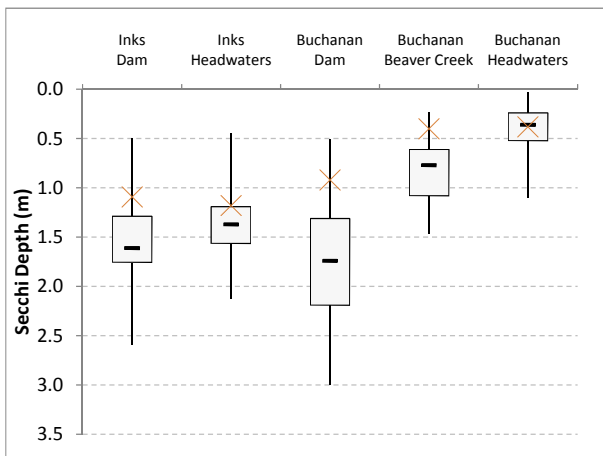 Inks Inks Buchanan Buchanan Buchanan
Dam Headwaters Dam Beaver Creek Headwaters
0.0
0.5
1.0
1.5
2.0
2.5
3.0
3.5
Secchi Depth (m)